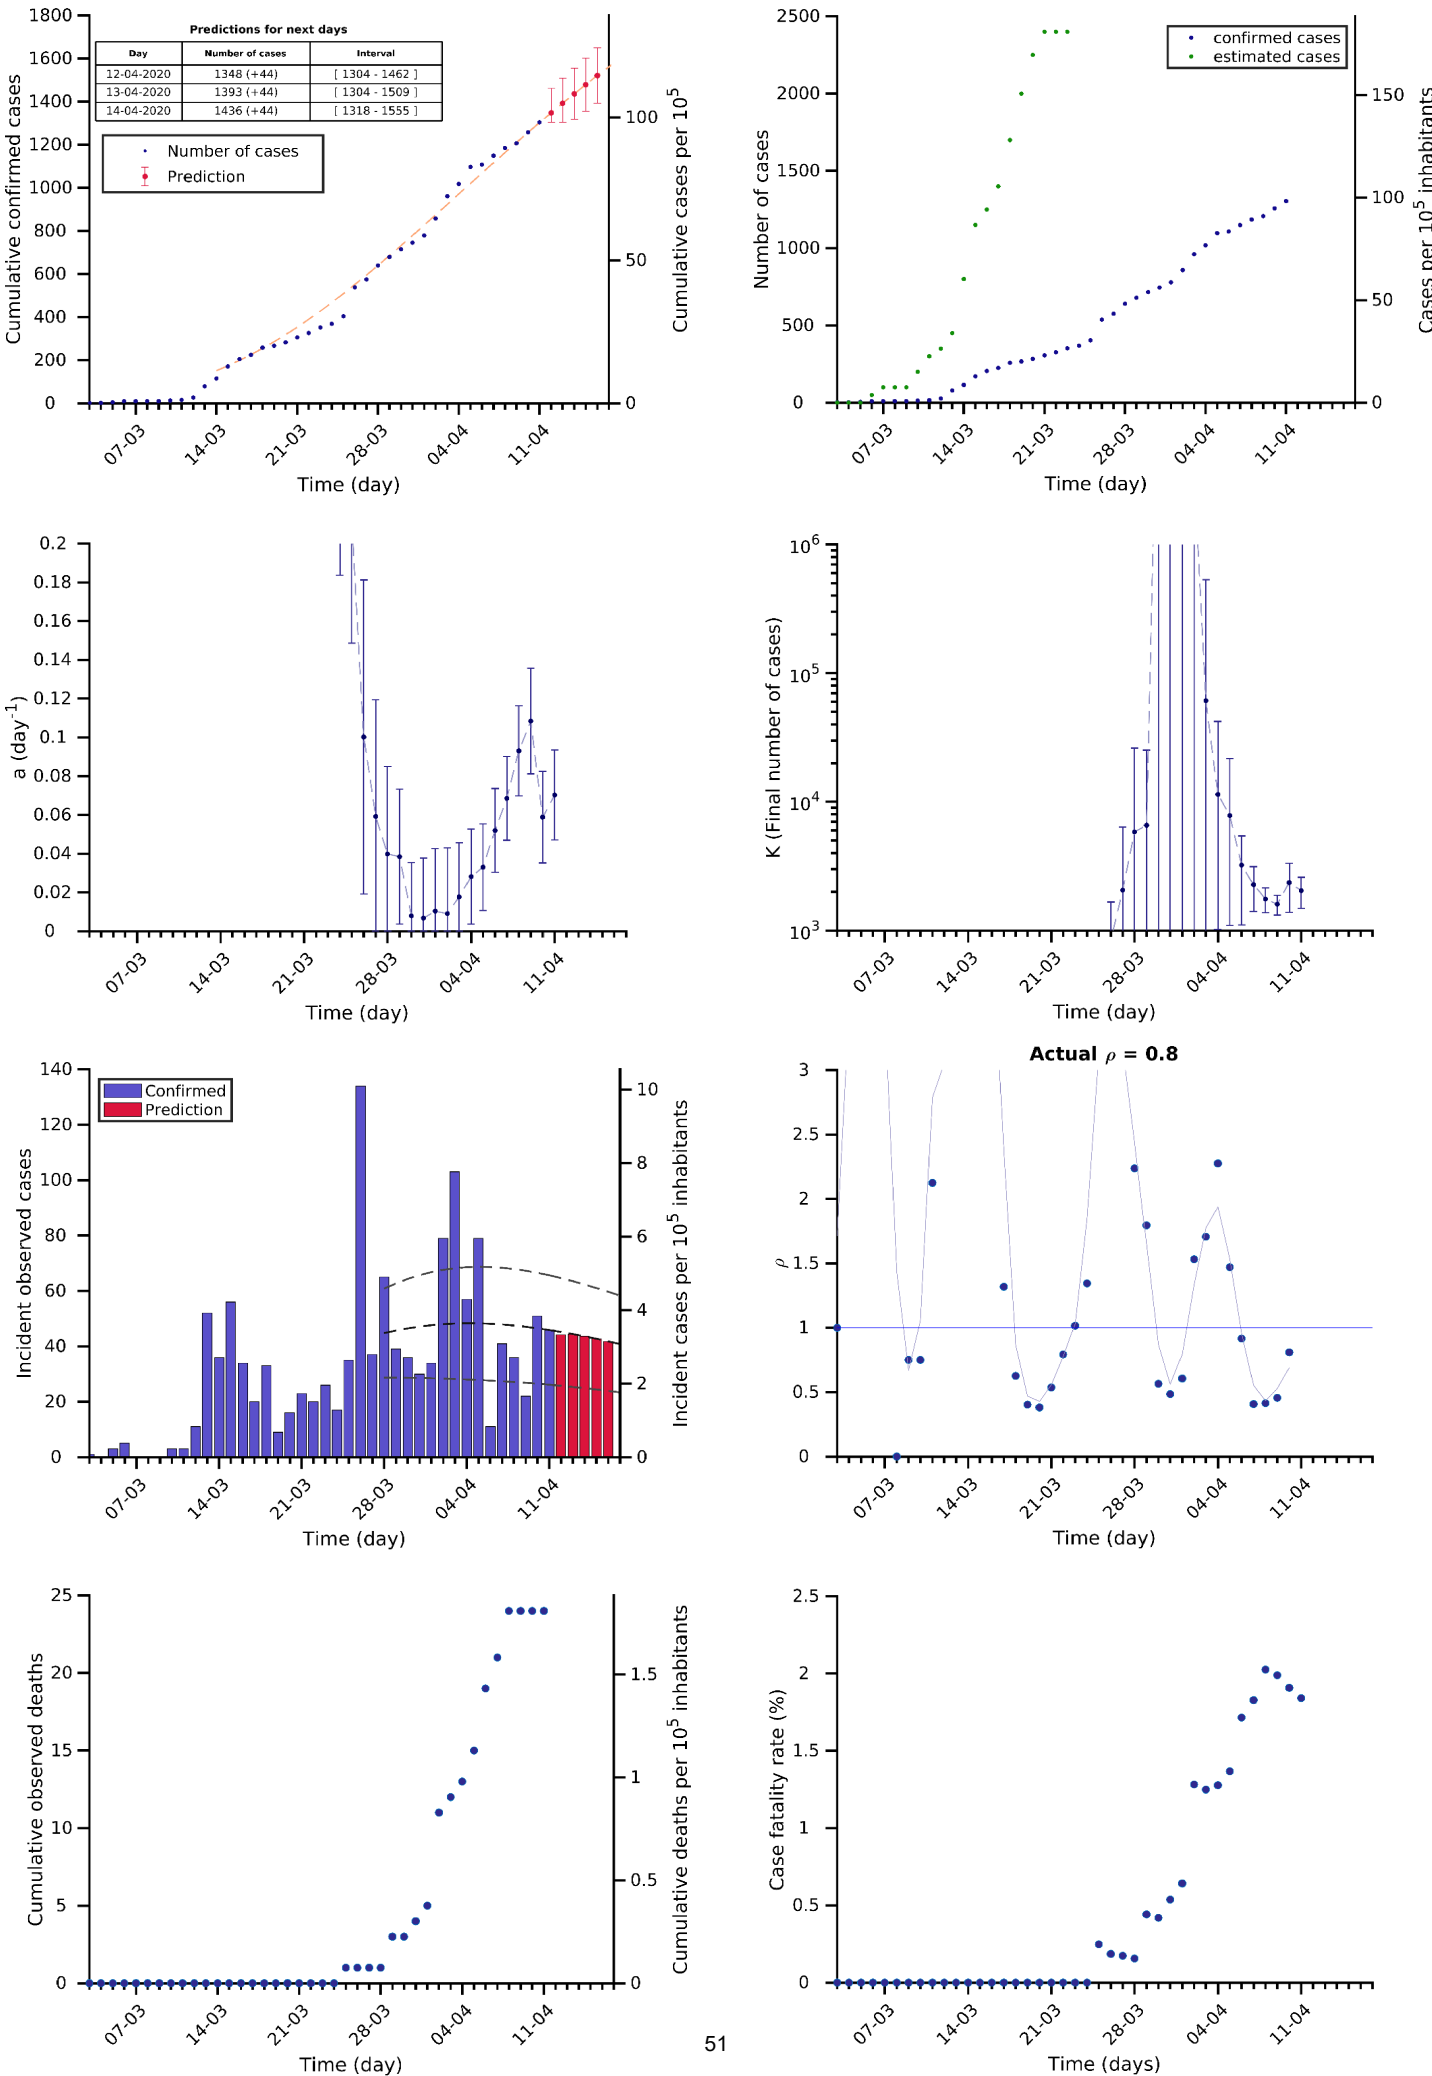 Predictions for next days
Day Number of cases Interval
12-04-2020 1348 (+44) [ 1304 - 1462 ]
13-04-2020 1393 (+44) [ 1304 - 1509 ]
14-04-2020 1436 (+44) [ 1318 - 1555 ]
Number of cases
Prediction
Cumulative confirmed cases
0 200 400 600 800 1000 1200 1400 1600 1800
Cumulative cases per 10^5
0 50 100
07-03 14-03 21-03 28-03 04-04 11-04
Time (day)
confirmed cases
estimated cases
Number of cases
0 500 1000 1500 2000 2500
Cases per 10^5 inhabitants
0 50 100 150
07-03 14-03 21-03 28-03 04-04 11-04
Time (day)
a (day^-1)
0 0.02 0.04 0.06 0.08 0.1 0.12 0.14 0.16 0.18 0.2
07-03 14-03 21-03 28-03 04-04 11-04
Time (day)
K (Final number of cases)
10^3 10^4 10^5 10^6
07-03 14-03 21-03 28-03 04-04 11-04
Time (day)
Confirmed
Prediction
Incident observed cases
0 20 40 60 80 100 120 140
Incident cases per 10^5 inhabitants
0 2 4 6 8 10
07-03 14-03 21-03 28-03 04-04 11-04
Time (day)
Actual ρ = 0.8
ρ
0 0.5 1 1.5 2 2.5 3
07-03 14-03 21-03 28-03 04-04 11-04
Time (day)
Cumulative observed deaths
0 5 10 15 20 25
Cumulative deaths per 10^5 inhabitants
0 0.5 1 1.5
07-03 14-03 21-03 28-03 04-04 11-04
Time (day)
Case fatality rate (%)
0 0.5 1 1.5 2 2.5
07-03 14-03 21-03 28-03 04-04 11-04
Time (days)
51